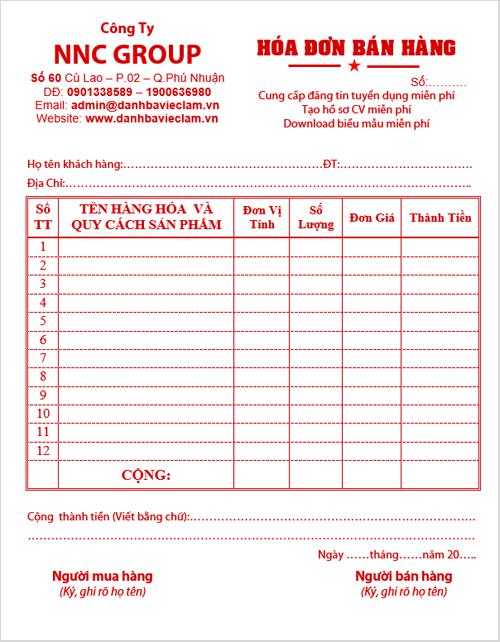 Công Ty
NNC GROUP
Số 60 Cù Lao – P.02 – Q.Phú Nhuận
DĐ: 0901338589 – 1900636980
Email: admin@danhbavieclam.vn
Website: www.danhbavieclam.vn
HÓA ĐƠN BÁN HÀNG
Số:……….
Cung cấp đăng tin tuyển dụng miễn phí
Tạo hồ sơ CV miễn phí
Download biểu mẫu miễn phí
Họ tên khách hàng:……………………………………………ĐT:…………………………….
Địa Chỉ:…………………………………………………………………………………………..
Số TT
TÊN HÀNG HÓA VÀ QUY CÁCH SẢN PHẨM
Đơn Vị Tính
Số Lượng
Đơn Giá
Thành Tiền
1
2
3
4
5
6
7
8
9
10
11
12
CỘNG:
Cộng thành tiền (Viết bằng chữ):………………………………………………………………
……………………………………………………………………………………………………
Ngày ……tháng……năm 20…..
Người mua hàng
(Ký, ghi rõ họ tên)
Người bán hàng
(Ký, ghi rõ họ tên)